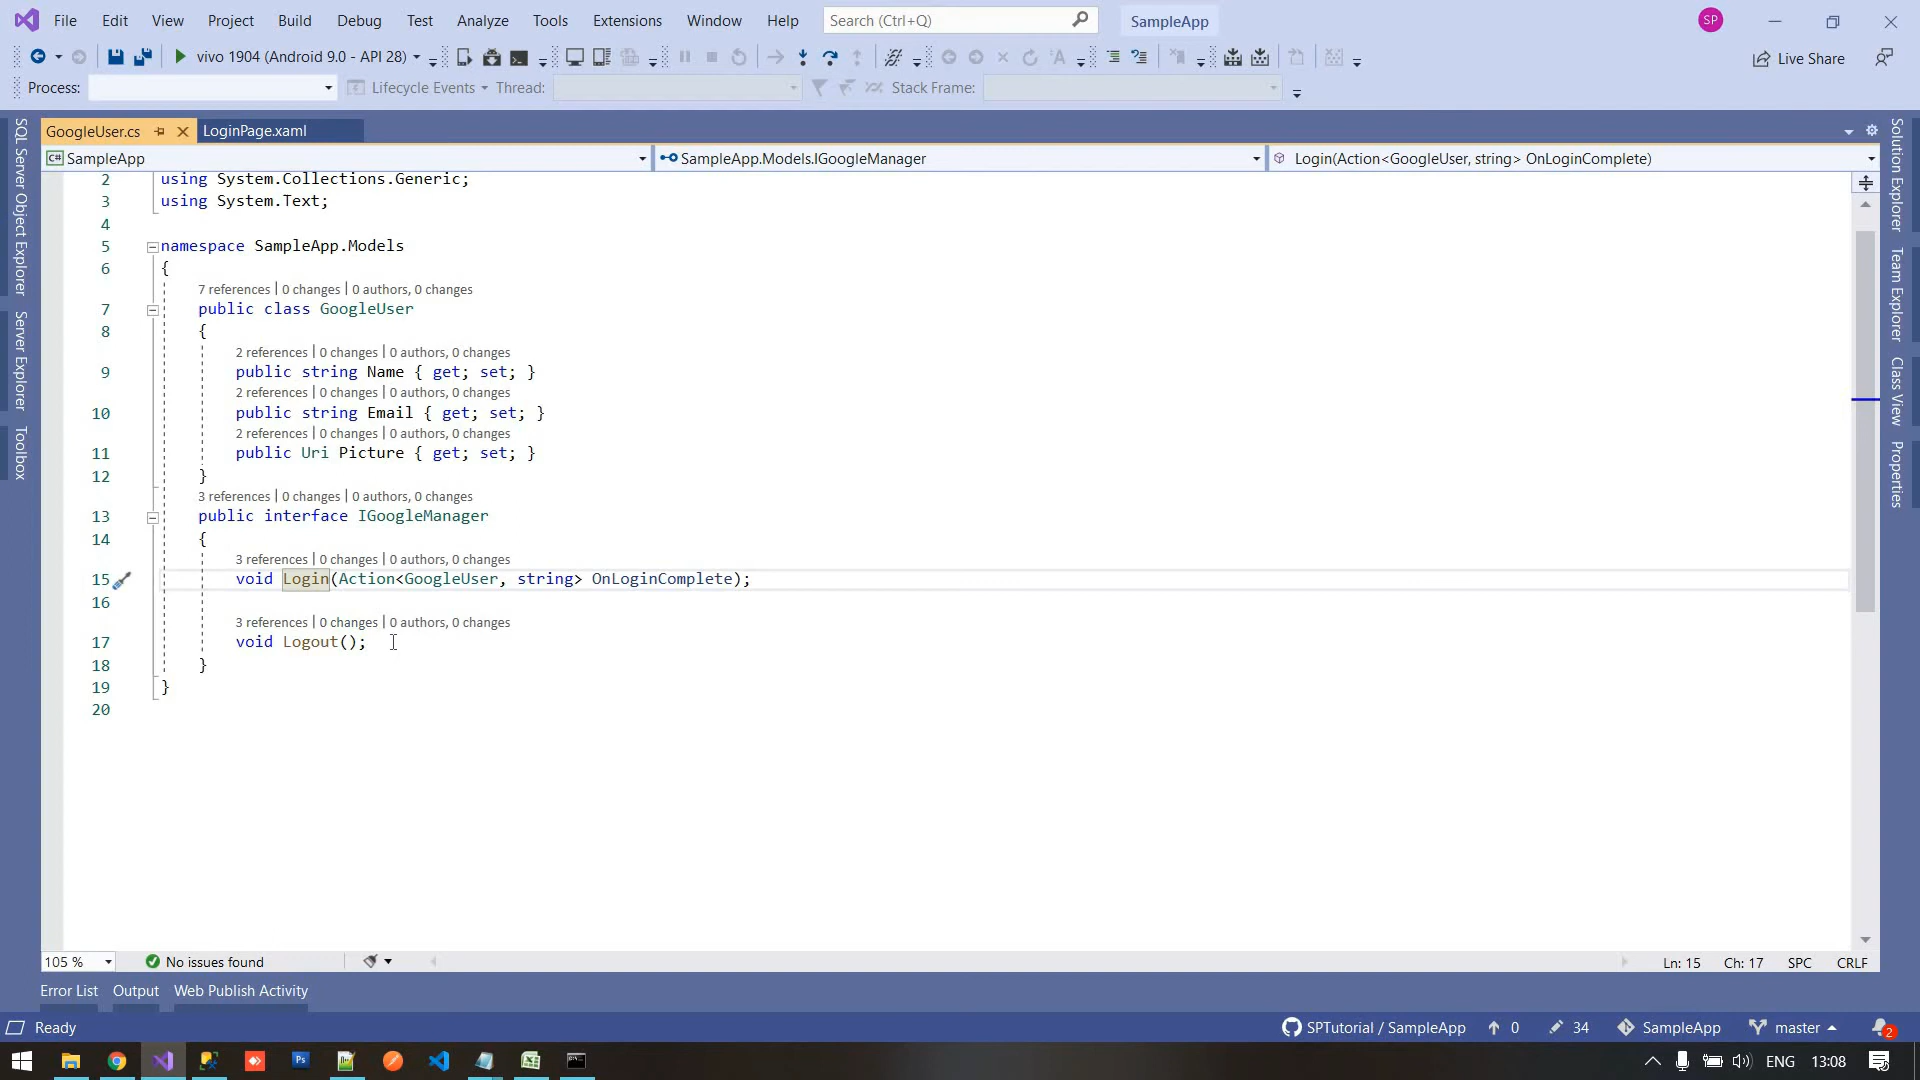 File Edit View Git Project Build Debug Test Analyze Tools Extensions Window Help Search (Ctrl+Q) SampleApp SP
vivo 1904 (Android 9.0 - API 28) Live Share
Process: Lifecycle Events Thread: Stack Frame:
GoogleUser.cs LoginPage.xaml
C# SampleApp SampleApp.Models.IGoogleManager Login(Action<GoogleUser, string> OnLoginComplete)
2 using System.Collections.Generic;
3 using System.Text;
4
5 namespace SampleApp.Models
6 {
7 references | 0 changes | 0 authors, 0 changes
7 public class GoogleUser
8 {
2 references | 0 changes | 0 authors, 0 changes
9 public string Name { get; set; }
2 references | 0 changes | 0 authors, 0 changes
10 public string Email { get; set; }
2 references | 0 changes | 0 authors, 0 changes
11 public Uri Picture { get; set; }
12 }
3 references | 0 changes | 0 authors, 0 changes
13 public interface IGoogleManager
14 {
3 references | 0 changes | 0 authors, 0 changes
15 void Login(Action<GoogleUser, string> OnLoginComplete);
16
3 references | 0 changes | 0 authors, 0 changes
17 void Logout();
18 }
19 }
20
SQL Server Object Explorer
Server Explorer
Toolbox
Solution Explorer
Team Explorer
Class View
Properties
105 % No issues found Ln: 15 Ch: 17 SPC CRLF
Error List Output Web Publish Activity
Ready SPTutorial / SampleApp 0 34 SampleApp master 2
Ps ENG 13:08